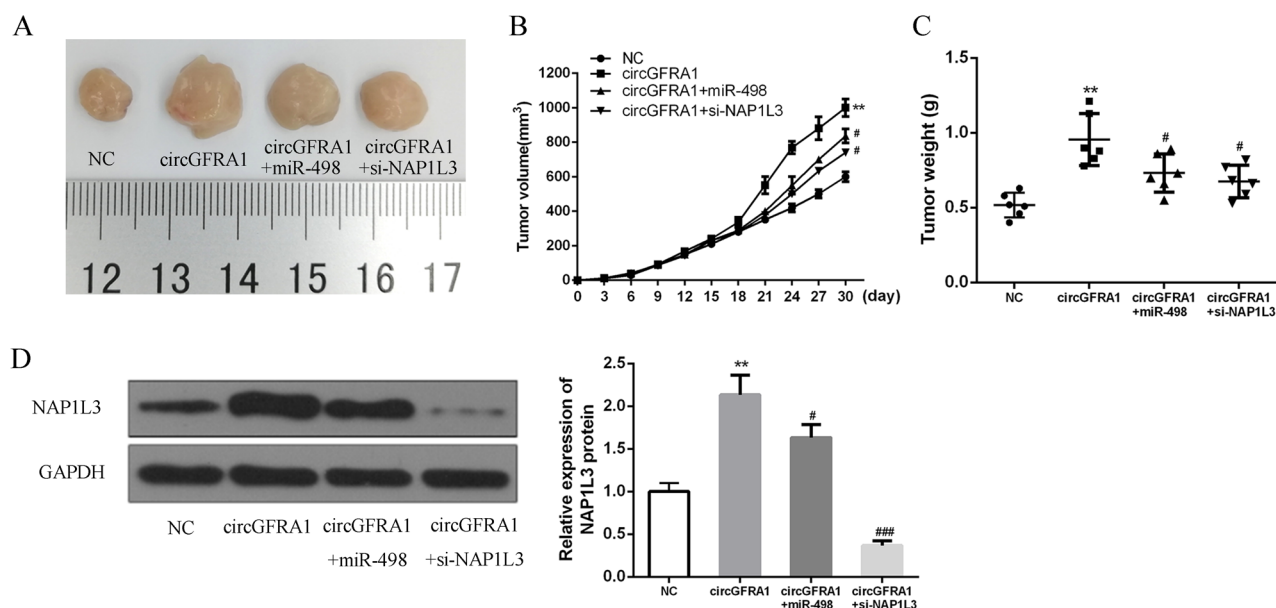 A
NC
circGFRA1
circGFRA1
+miR-498
circGFRA1
+si-NAP1L3
12 13 14 15 16 17
B
NC
circGFRA1
circGFRA1+miR-498
circGFRA1+si-NAP1L3
Tumor volume(mm3)
1200
1000
800
600
400
200
0
**
#
#
0 3 6 9 12 15 18 21 24 27 30 (day)
C
Tumor weight (g)
1.5
1.0
0.5
0.0
**
#
#
NC
circGFRA1
circGFRA1
+miR-498
circGFRA1
+si-NAP1L3
D
NAP1L3
GAPDH
NC
circGFRA1
circGFRA1
+miR-498
circGFRA1
+si-NAP1L3
Relative expression of
NAP1L3 protein
2.5
2.0
1.5
1.0
0.5
0.0
**
#
###
NC
circGFRA1
circGFRA1
+miR-498
circGFRA1
+si-NAP1L3